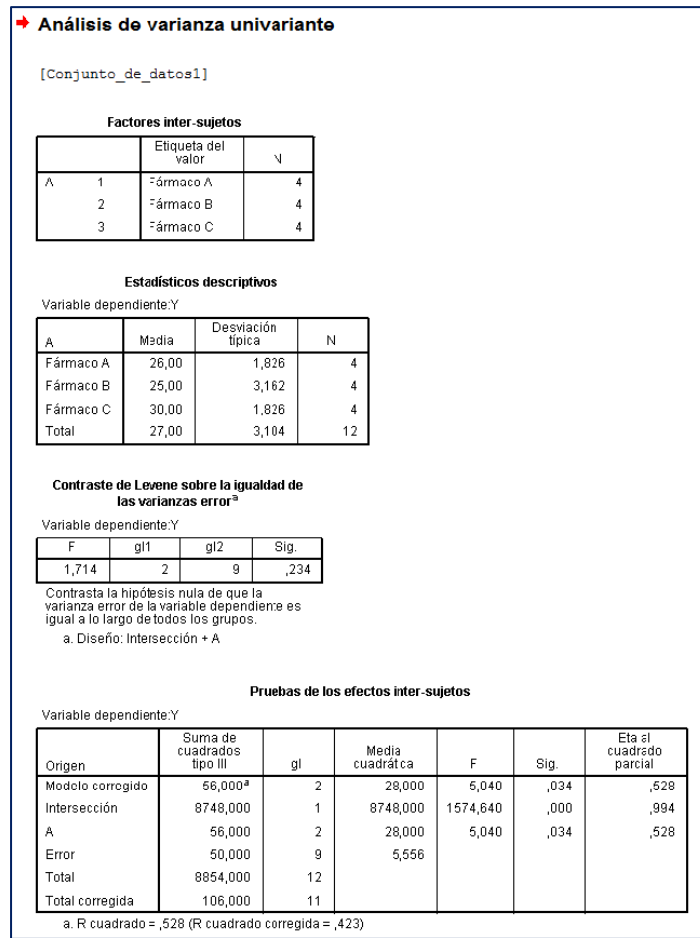 Análisis de varianza univariante
[Conjunto_de_datos1]
Factores inter-sujetos
Etiqueta del valor N
A 1 Fármaco A 4
2 Fármaco B 4
3 Fármaco C 4
Estadísticos descriptivos
Variable dependiente:Y
A Media Desviación típica N
Fármaco A 26,00 1,826 4
Fármaco B 25,00 3,162 4
Fármaco C 30,00 1,826 4
Total 27,00 3,104 12
Contraste de Levene sobre la igualdad de
las varianzas error a
Variable dependiente:Y
F gl1 gl2 Sig.
1,714 2 9 ,234
Contrasta la hipótesis nula de que la
varianza error de la variable dependiente es
igual a lo largo de todos los grupos.
a. Diseño: Intersección + A
Pruebas de los efectos inter-sujetos
Variable dependiente:Y
Origen Suma de cuadrados tipo III gl Media cuadrática F Sig. Eta al cuadrado parcial
Modelo corregido 56,000a 2 28,000 5,040 ,034 ,528
Intersección 8748,000 1 8748,000 1574,640 ,000 ,994
A 56,000 2 28,000 5,040 ,034 ,528
Error 50,000 9 5,556
Total 8854,000 12
Total corregida 106,000 11
a. R cuadrado = ,528 (R cuadrado corregida = ,423)